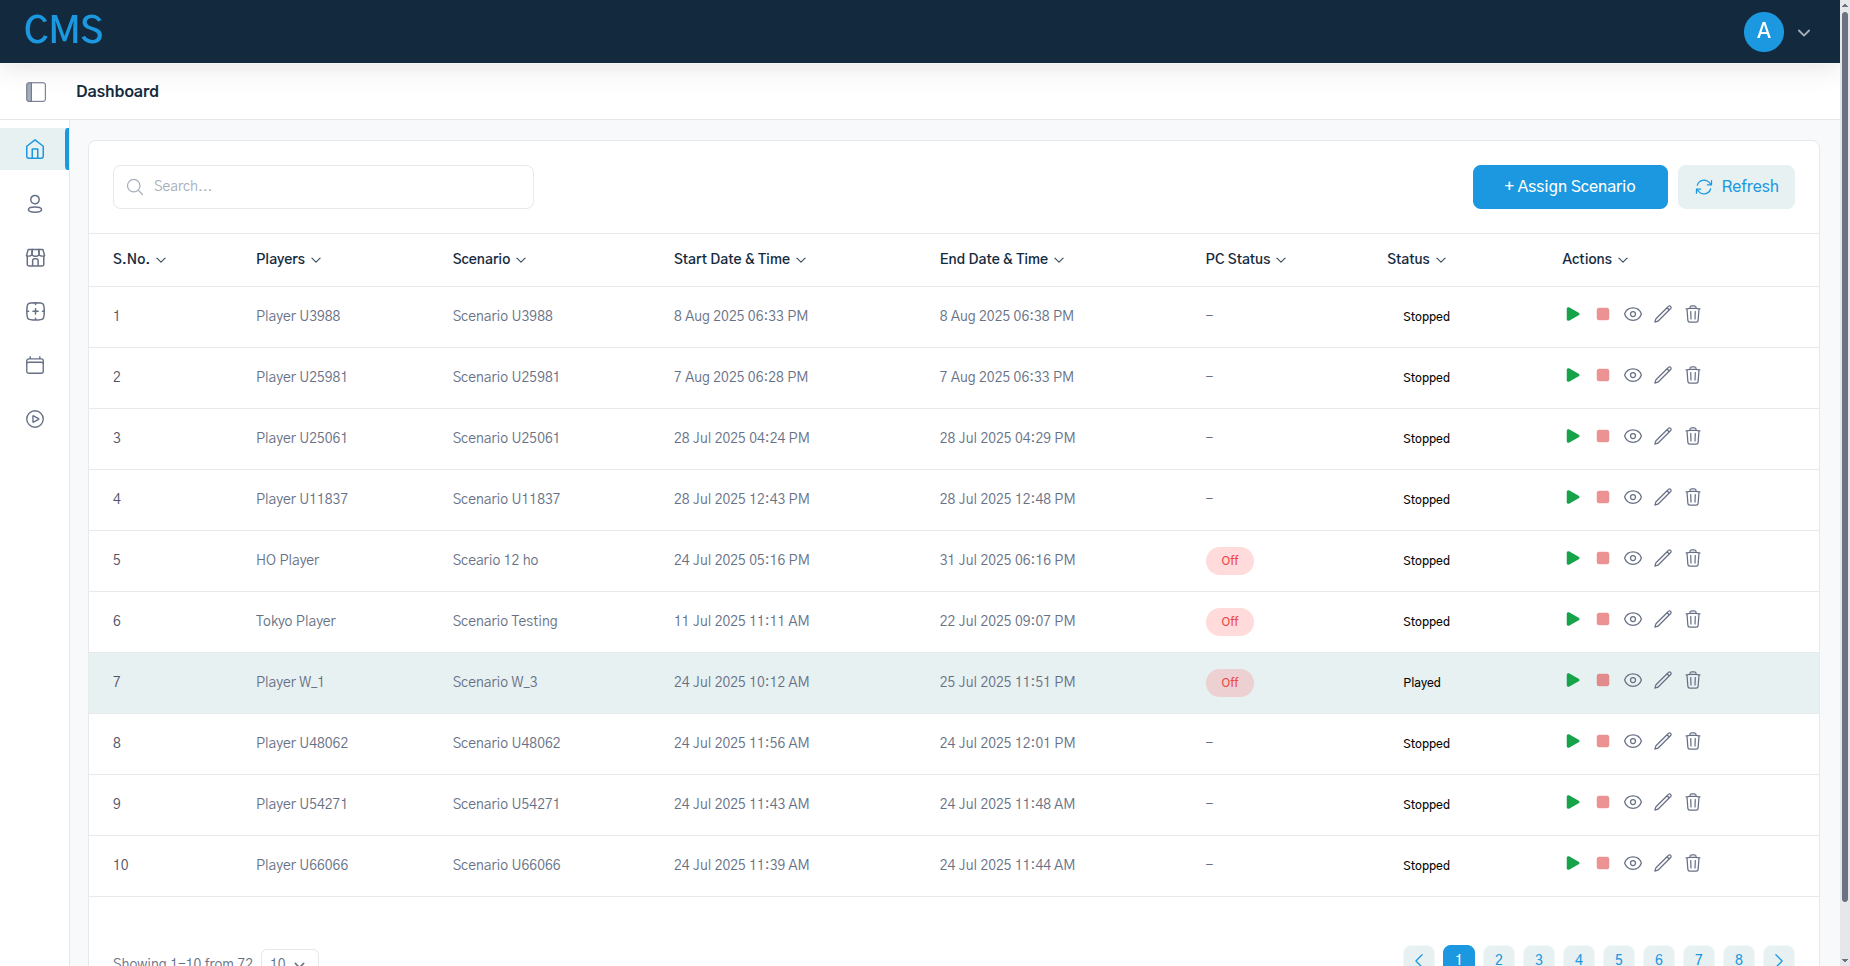 CMS
A
Dashboard
Search...
+ Assign Scenario
Refresh
S.No. Players Scenario Start Date & Time End Date & Time PC Status Status Actions
1 Player U3988 Scenario U3988 8 Aug 2025 06:33 PM 8 Aug 2025 06:38 PM – Stopped
2 Player U25981 Scenario U25981 7 Aug 2025 06:28 PM 7 Aug 2025 06:33 PM – Stopped
3 Player U25061 Scenario U25061 28 Jul 2025 04:24 PM 28 Jul 2025 04:29 PM – Stopped
4 Player U11837 Scenario U11837 28 Jul 2025 12:43 PM 28 Jul 2025 12:48 PM – Stopped
5 HO Player Sceario 12 ho 24 Jul 2025 05:16 PM 31 Jul 2025 06:16 PM Off Stopped
6 Tokyo Player Scenario Testing 11 Jul 2025 11:11 AM 22 Jul 2025 09:07 PM Off Stopped
7 Player W_1 Scenario W_3 24 Jul 2025 10:12 AM 25 Jul 2025 11:51 PM Off Played
8 Player U48062 Scenario U48062 24 Jul 2025 11:56 AM 24 Jul 2025 12:01 PM – Stopped
9 Player U54271 Scenario U54271 24 Jul 2025 11:43 AM 24 Jul 2025 11:48 AM – Stopped
10 Player U66066 Scenario U66066 24 Jul 2025 11:39 AM 24 Jul 2025 11:44 AM – Stopped
Showing 1–10 from 72 10 1 2 3 4 5 6 7 8